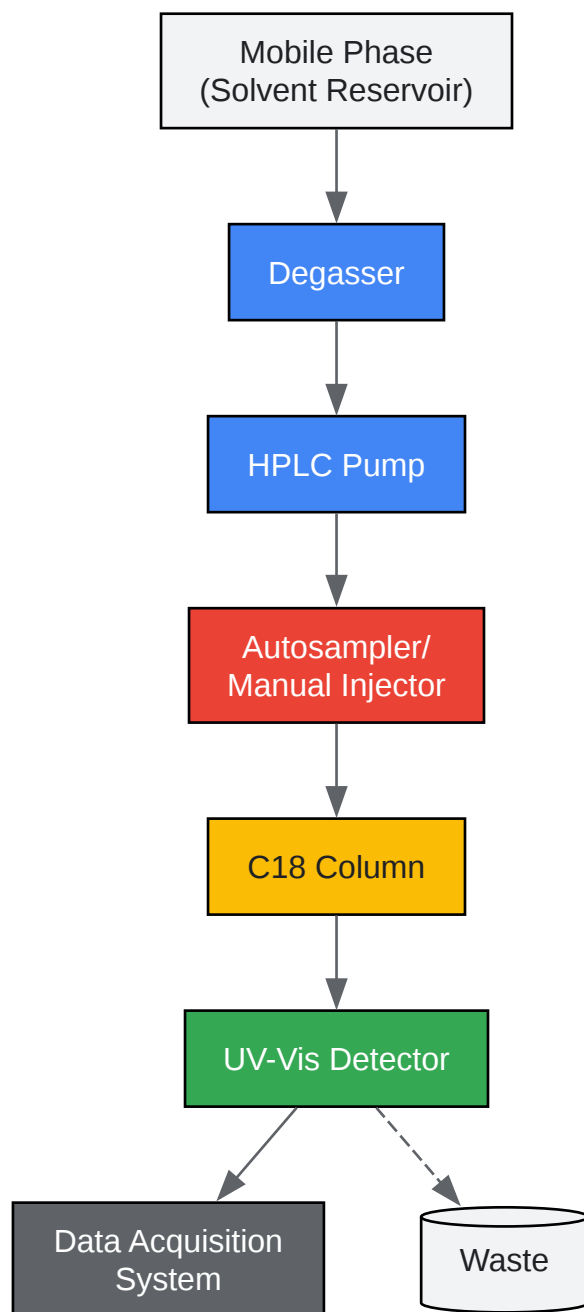 Mobile Phase
(Solvent Reservoir)
Degasser
HPLC Pump
Autosampler/
Manual Injector
C18 Column
UV-Vis Detector
Data Acquisition
System
Waste